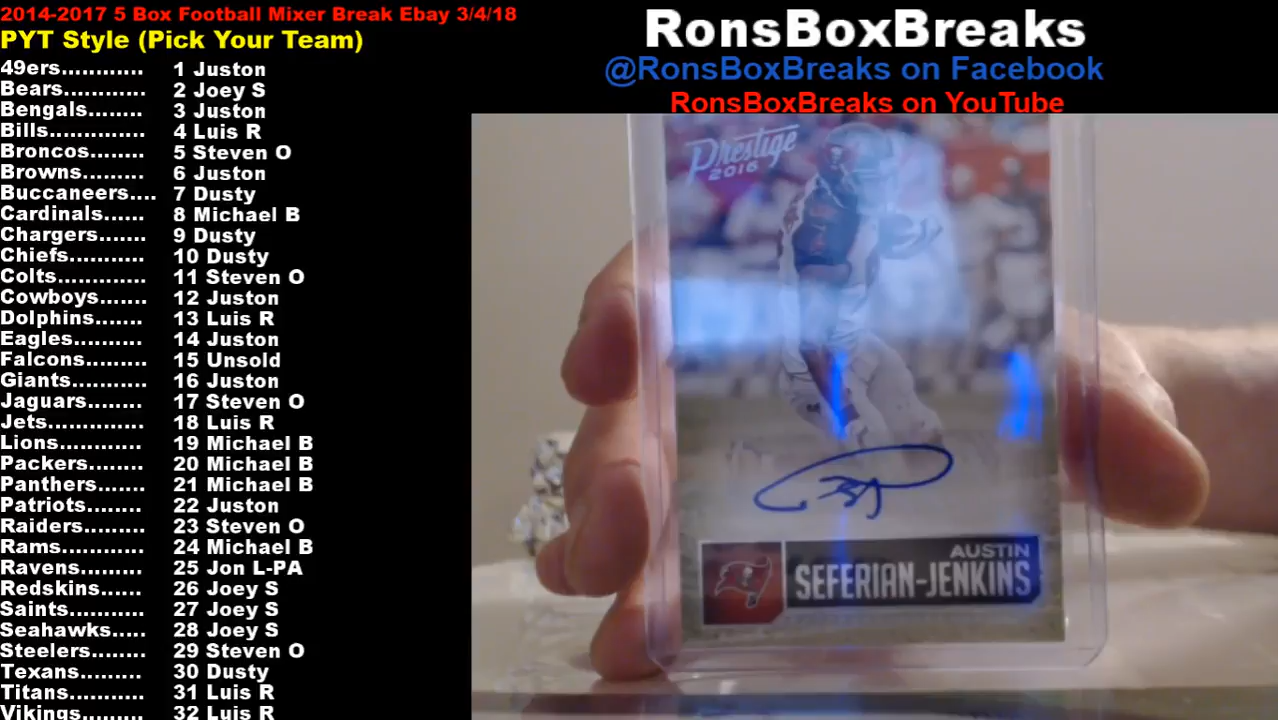 2014-2017 5 Box Football Mixer Break Ebay 3/4/18
PYT Style (Pick Your Team)
49ers............ 1 Juston
Bears............ 2 Joey S
Bengals........ 3 Juston
Bills.............. 4 Luis R
Broncos........ 5 Steven O
Browns.......... 6 Juston
Buccaneers.... 7 Dusty
Cardinals...... 8 Michael B
Chargers....... 9 Dusty
Chiefs........... 10 Dusty
Colts............. 11 Steven O
Cowboys....... 12 Juston
Dolphins....... 13 Luis R
Eagles.......... 14 Juston
Falcons......... 15 Unsold
Giants........... 16 Juston
Jaguars........ 17 Steven O
Jets.............. 18 Luis R
Lions............ 19 Michael B
Packers........ 20 Michael B
Panthers....... 21 Michael B
Patriots........ 22 Juston
Raiders......... 23 Steven O
Rams............ 24 Michael B
Ravens......... 25 Jon L-PA
Redskins...... 26 Joey S
Saints........... 27 Joey S
Seahawks..... 28 Joey S
Steelers........ 29 Steven O
Texans......... 30 Dusty
Titans........... 31 Luis R
Vikings......... 32 Luis R
RonsBoxBreaks
@RonsBoxBreaks on Facebook
RonsBoxBreaks on YouTube
Prestige
2016
AUSTIN
SEFERIAN-JENKINS